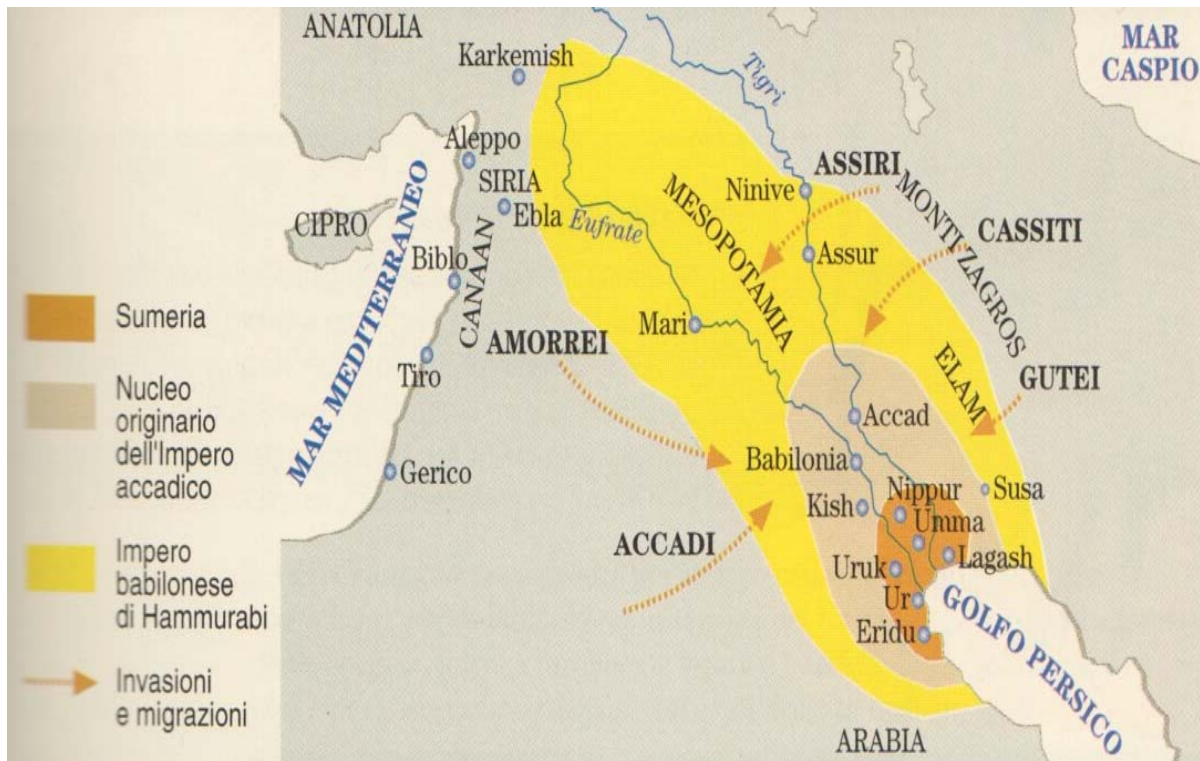 ANATOLIA
Karkemish
Tigri
MAR
CASPIO
Aleppo
SIRIA
Ebla
Eufrate
MESOPOTAMIA
Ninive
ASSIRI
MONTI ZAGROS
CASSITI
CIPRO
MAR MEDITERRANEO
Biblo
CANAAN
Assur
Mari
AMORREI
Tiro
ELAM
GUTEI
Accad
Babilonia
Gerico
Kish
Nippur
Susa
Umma
ACCADI
Uruk
Lagash
Ur
Eridu
GOLFO PERSICO
ARABIA
Sumeria
Nucleo
originario
dell'Impero
accadico
Impero
babilonese
di Hammurabi
Invasioni
e migrazioni